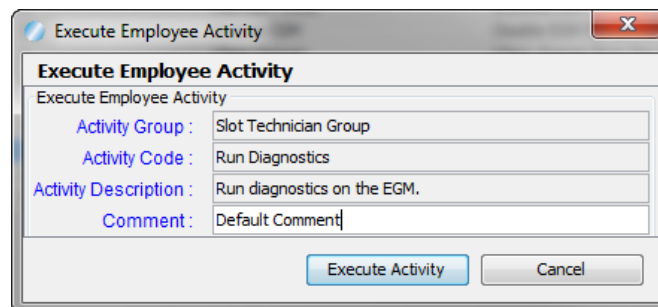 Execute Employee Activity
Execute Employee Activity
Execute Employee Activity
Activity Group : Slot Technician Group
Activity Code : Run Diagnostics
Activity Description : Run diagnostics on the EGM.
Comment : Default Comment
Execute Activity Cancel